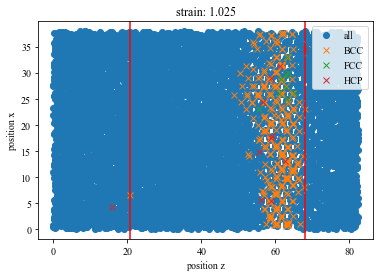 strain: 1.025
all
BCC
FCC
HCP
35
30
25
20
15
10
5
0
position x
0 20 40 60 80
position z